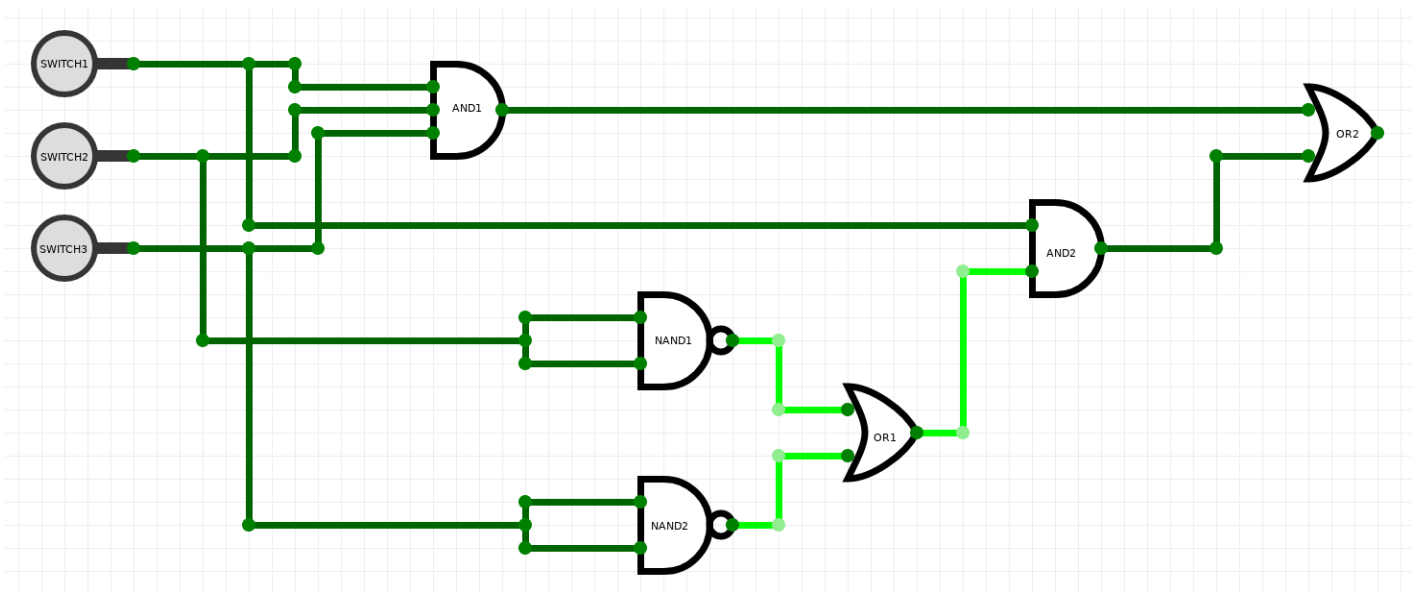 SWITCH1
AND1
OR2
SWITCH2
SWITCH3
AND2
NAND1
OR1
NAND2